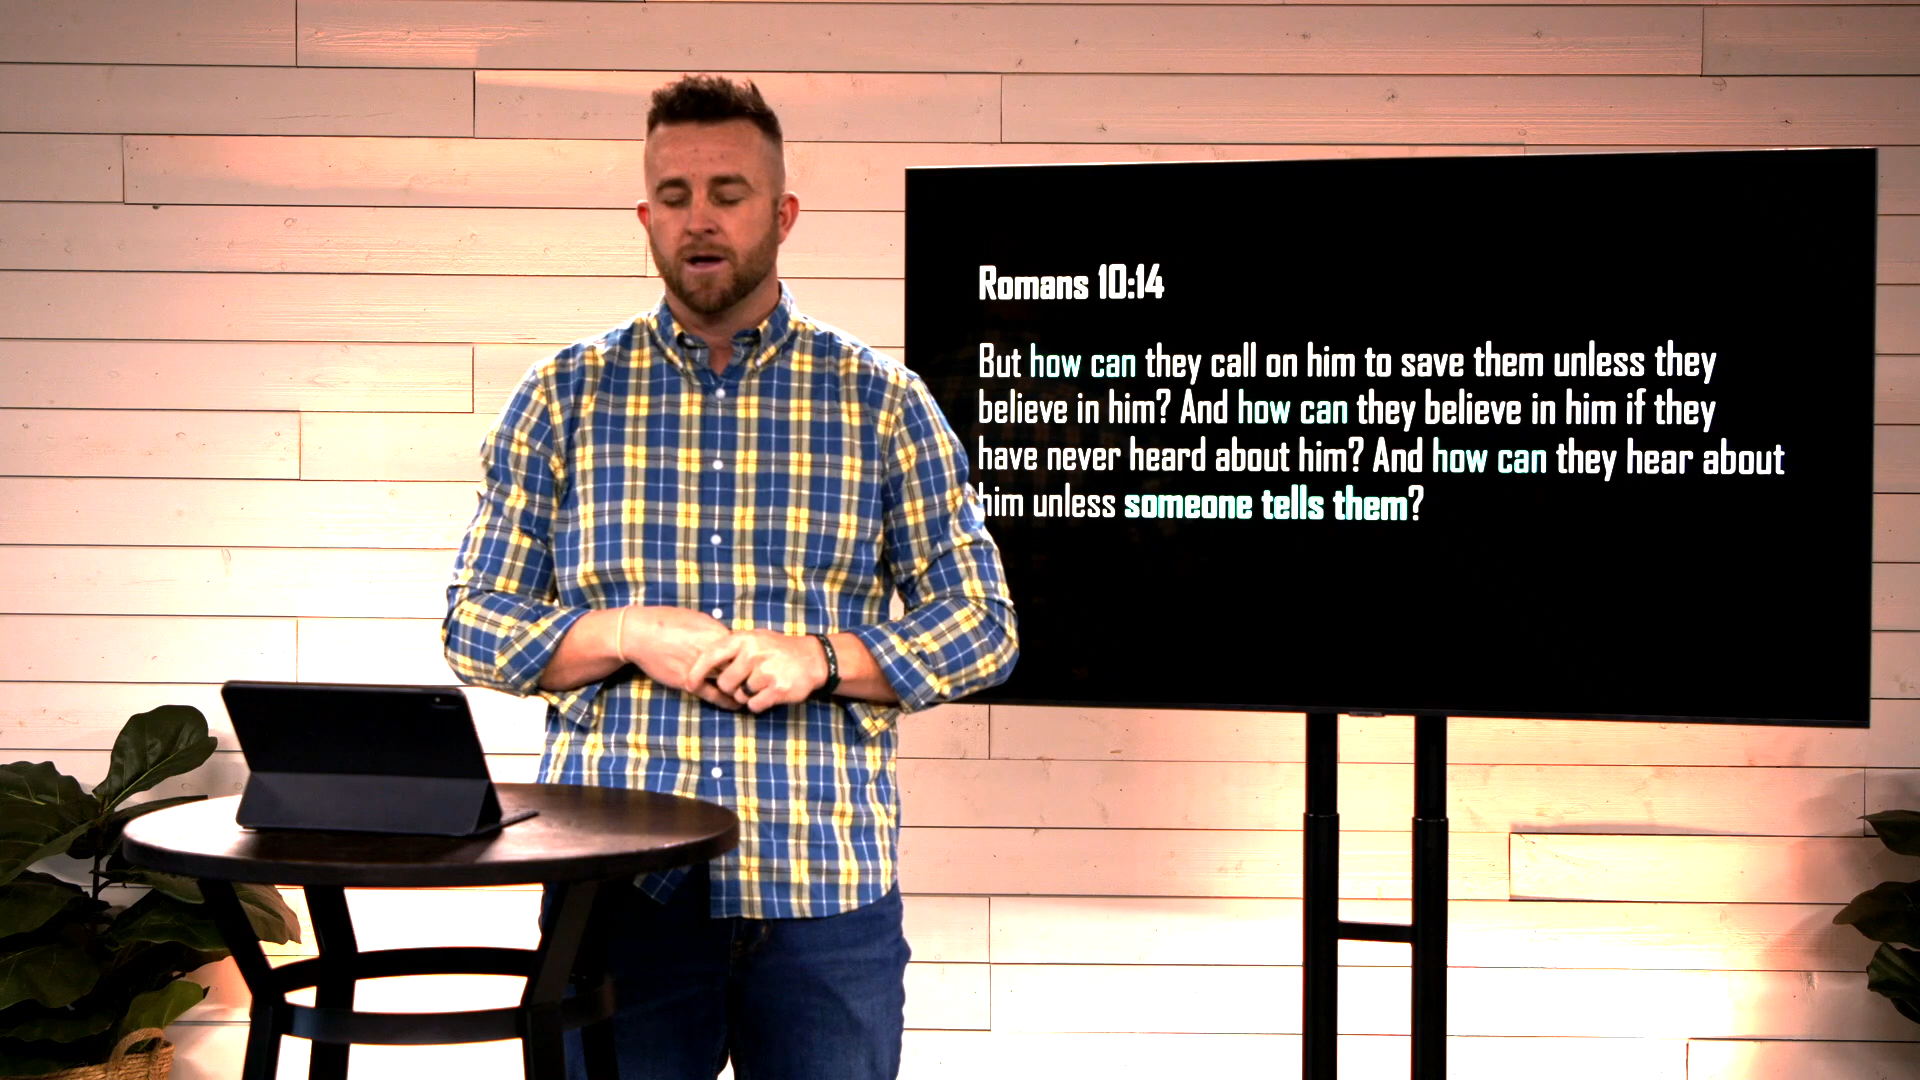 Romans 10:14
But how can they call on him to save them unless they
believe in him? And how can they believe in him if they
have never heard about him? And how can they hear about
him unless someone tells them?